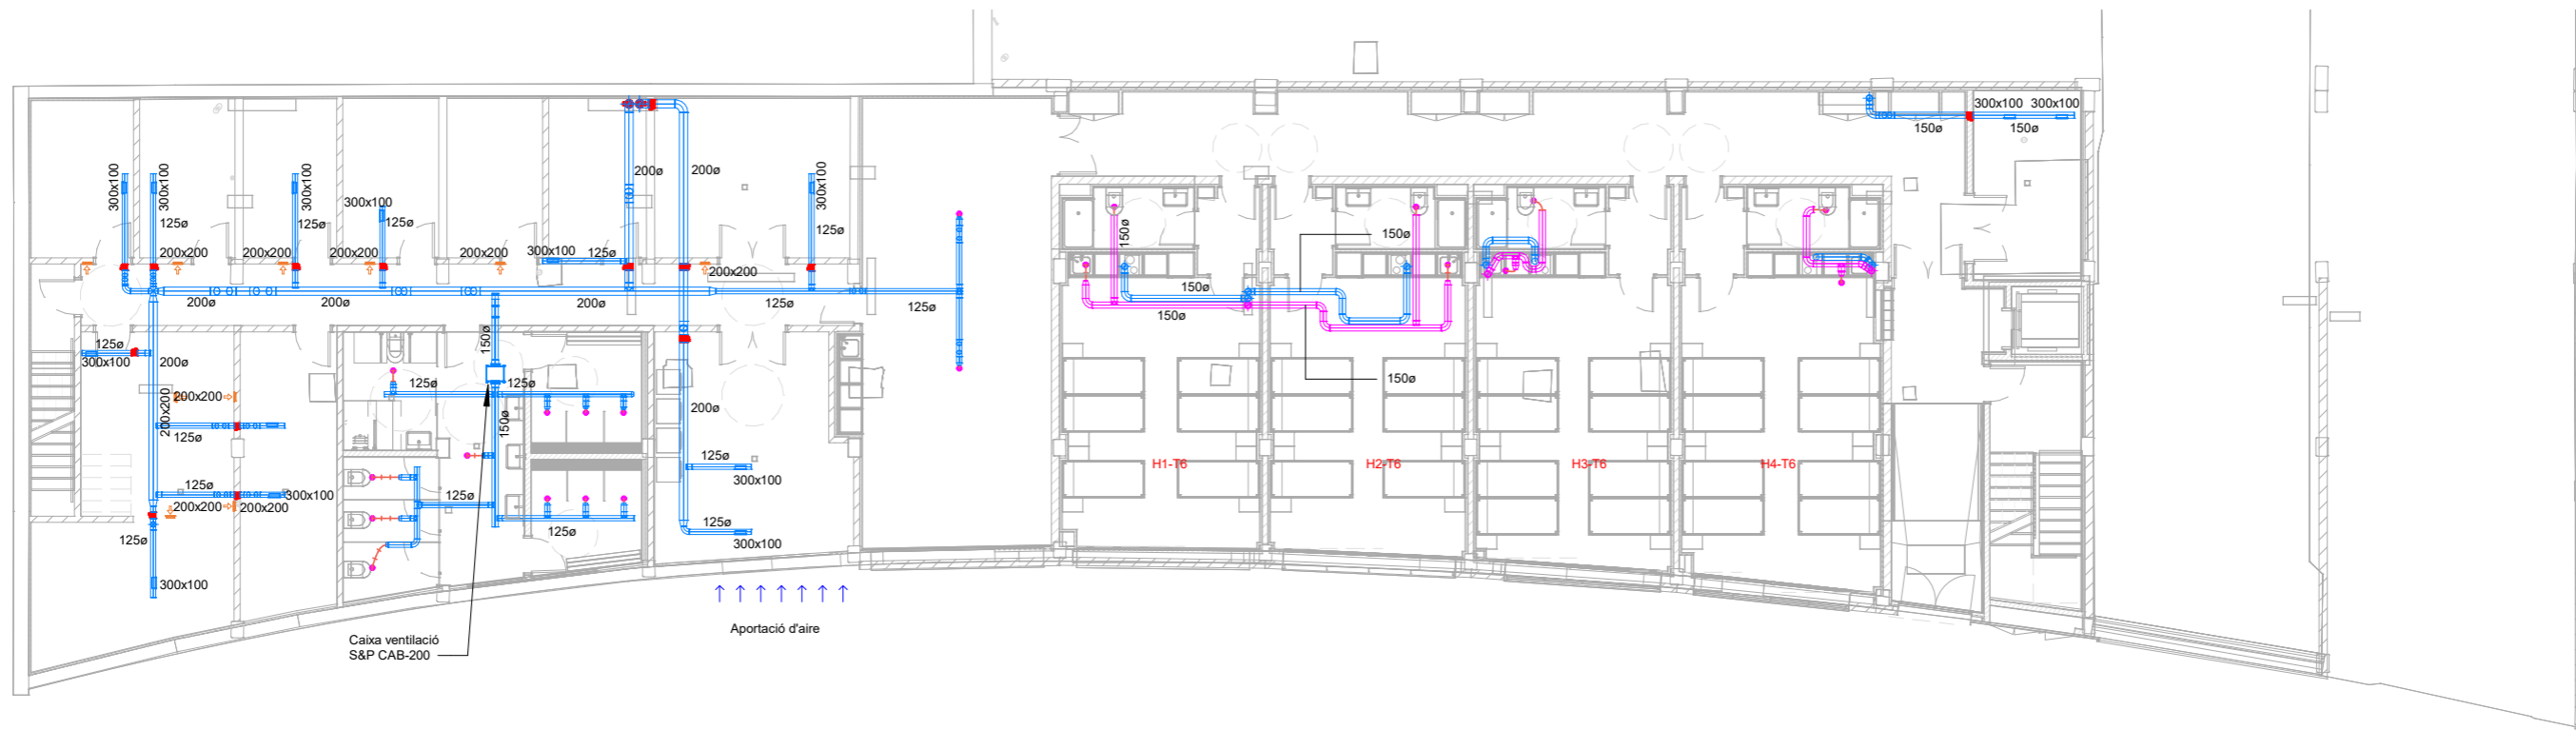 300x100 300x100
150ø 150ø
300x100
300x100
125ø
200x200
300x100
125ø
200x200
300x100
125ø
200x200
200x200
300x100
125ø
200ø
200ø
300x100
125ø
200x200
200ø
200ø
200ø
125ø
125ø
150ø
150ø
150ø
150ø
150ø
125ø
300x100
200ø
200x200
200x200
125ø
125ø
200x200
200x200
300x100
125ø
300x100
150ø
125ø
125ø
150ø
125ø
125ø
200ø
125ø
300x100
125ø
300x100
H1-T6
H2-T6
H3-T6
H4-T6
Aportació d'aire
Caixa ventilació
S&P CAB-200